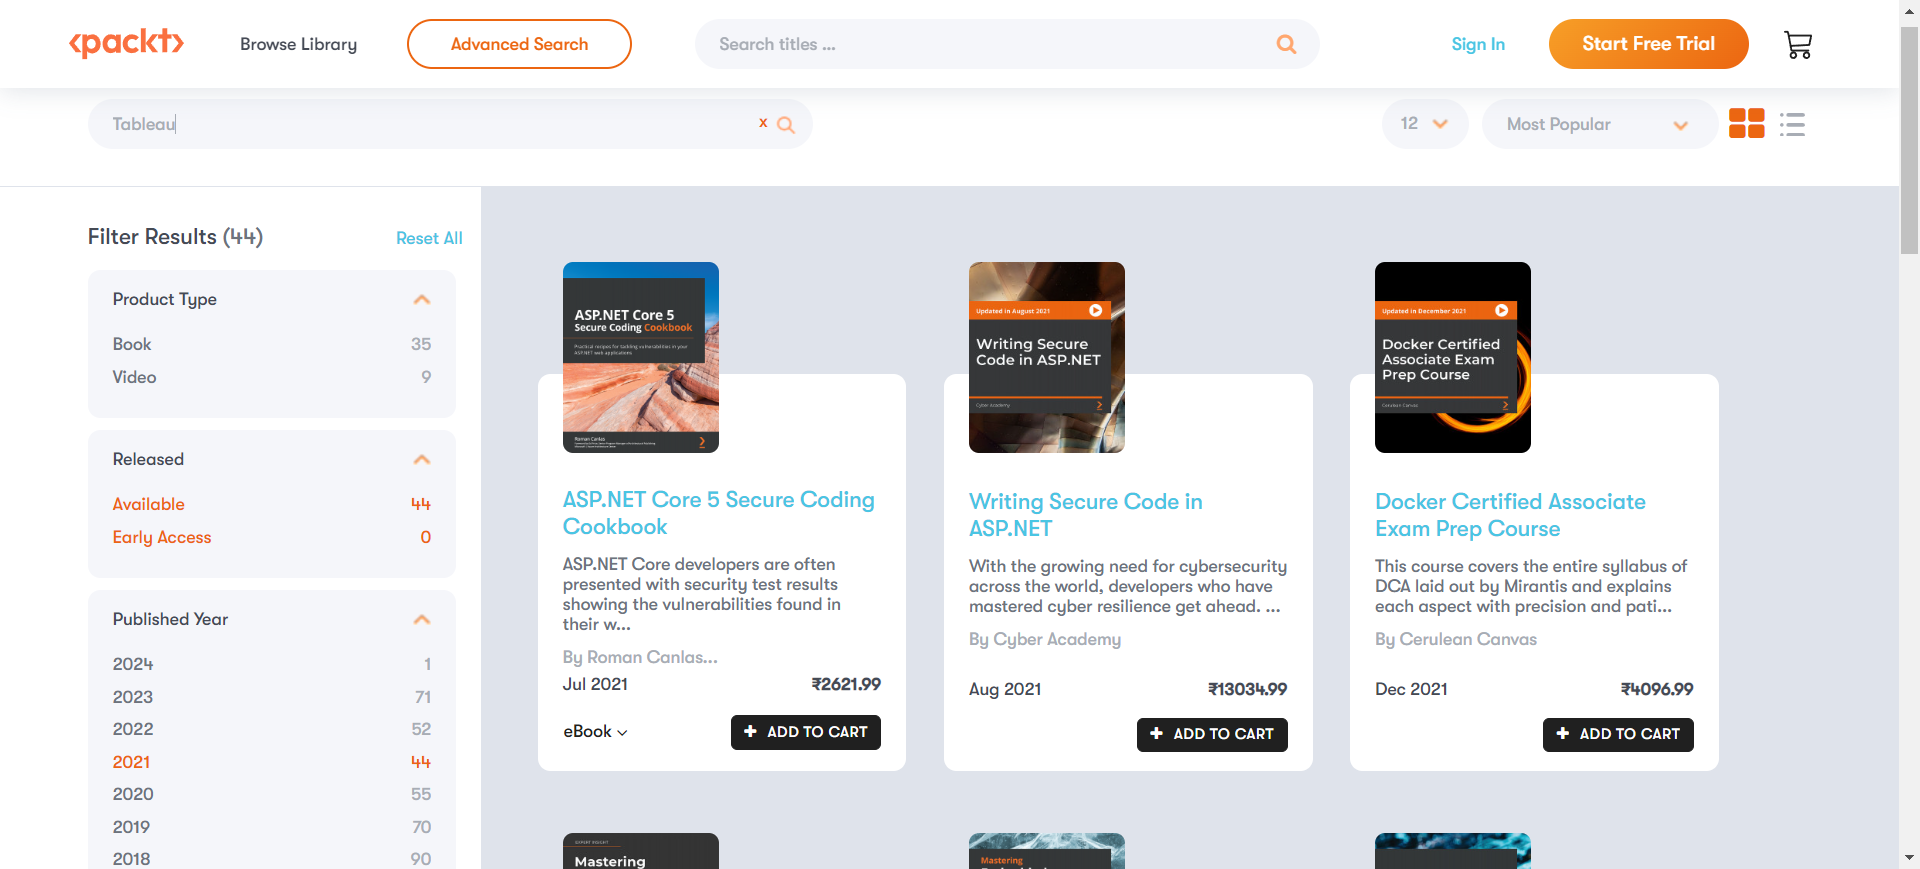 <packt>
Browse Library
Advanced Search
Search titles ...
Sign In
Start Free Trial
Tableau
x
12
Most Popular
Filter Results (44)
Reset All
Product Type
Book 35
Video 9
Released
Available 44
Early Access 0
Published Year
2024 1
2023 71
2022 52
2021 44
2020 55
2019 70
2018 90
ASP.NET Core 5
Secure Coding Cookbook
Practical recipes for tackling vulnerabilities in your
ASP.NET web applications
Roman Canlas
ASP.NET Core 5 Secure Coding
Cookbook
ASP.NET Core developers are often
presented with security test results
showing the vulnerabilities found in
their w...
By Roman Canlas...
Jul 2021
₹2621.99
eBook
+ ADD TO CART
Updated in August 2021
Writing Secure
Code in ASP.NET
Cyber Academy
Writing Secure Code in
ASP.NET
With the growing need for cybersecurity
across the world, developers who have
mastered cyber resilience get ahead. ...
By Cyber Academy
Aug 2021
₹13034.99
+ ADD TO CART
Updated in December 2021
Docker Certified
Associate Exam
Prep Course
Cerulean Canvas
Docker Certified Associate
Exam Prep Course
This course covers the entire syllabus of
DCA laid out by Mirantis and explains
each aspect with precision and pati...
By Cerulean Canvas
Dec 2021
₹4096.99
+ ADD TO CART
EXPERT INSIGHT
Mastering
Mastering